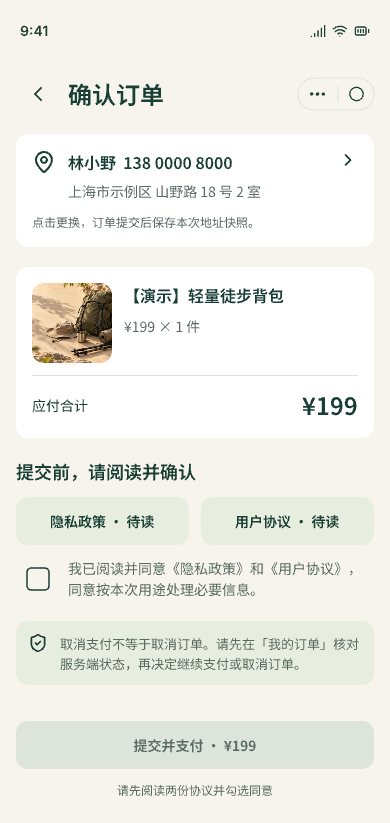 9:41
确认订单
林小野 138 0000 8000
上海市示例区 山野路 18 号 2 室
点击更换，订单提交后保存本次地址快照。
【演示】轻量徒步背包
¥199 × 1 件
应付合计
¥199
提交前，请阅读并确认
隐私政策 · 待读
用户协议 · 待读
我已阅读并同意《隐私政策》和《用户协议》，
同意按本次用途处理必要信息。
取消支付不等于取消订单。请先在「我的订单」核对
服务端状态，再决定继续支付或取消订单。
提交并支付 · ¥199
请先阅读两份协议并勾选同意